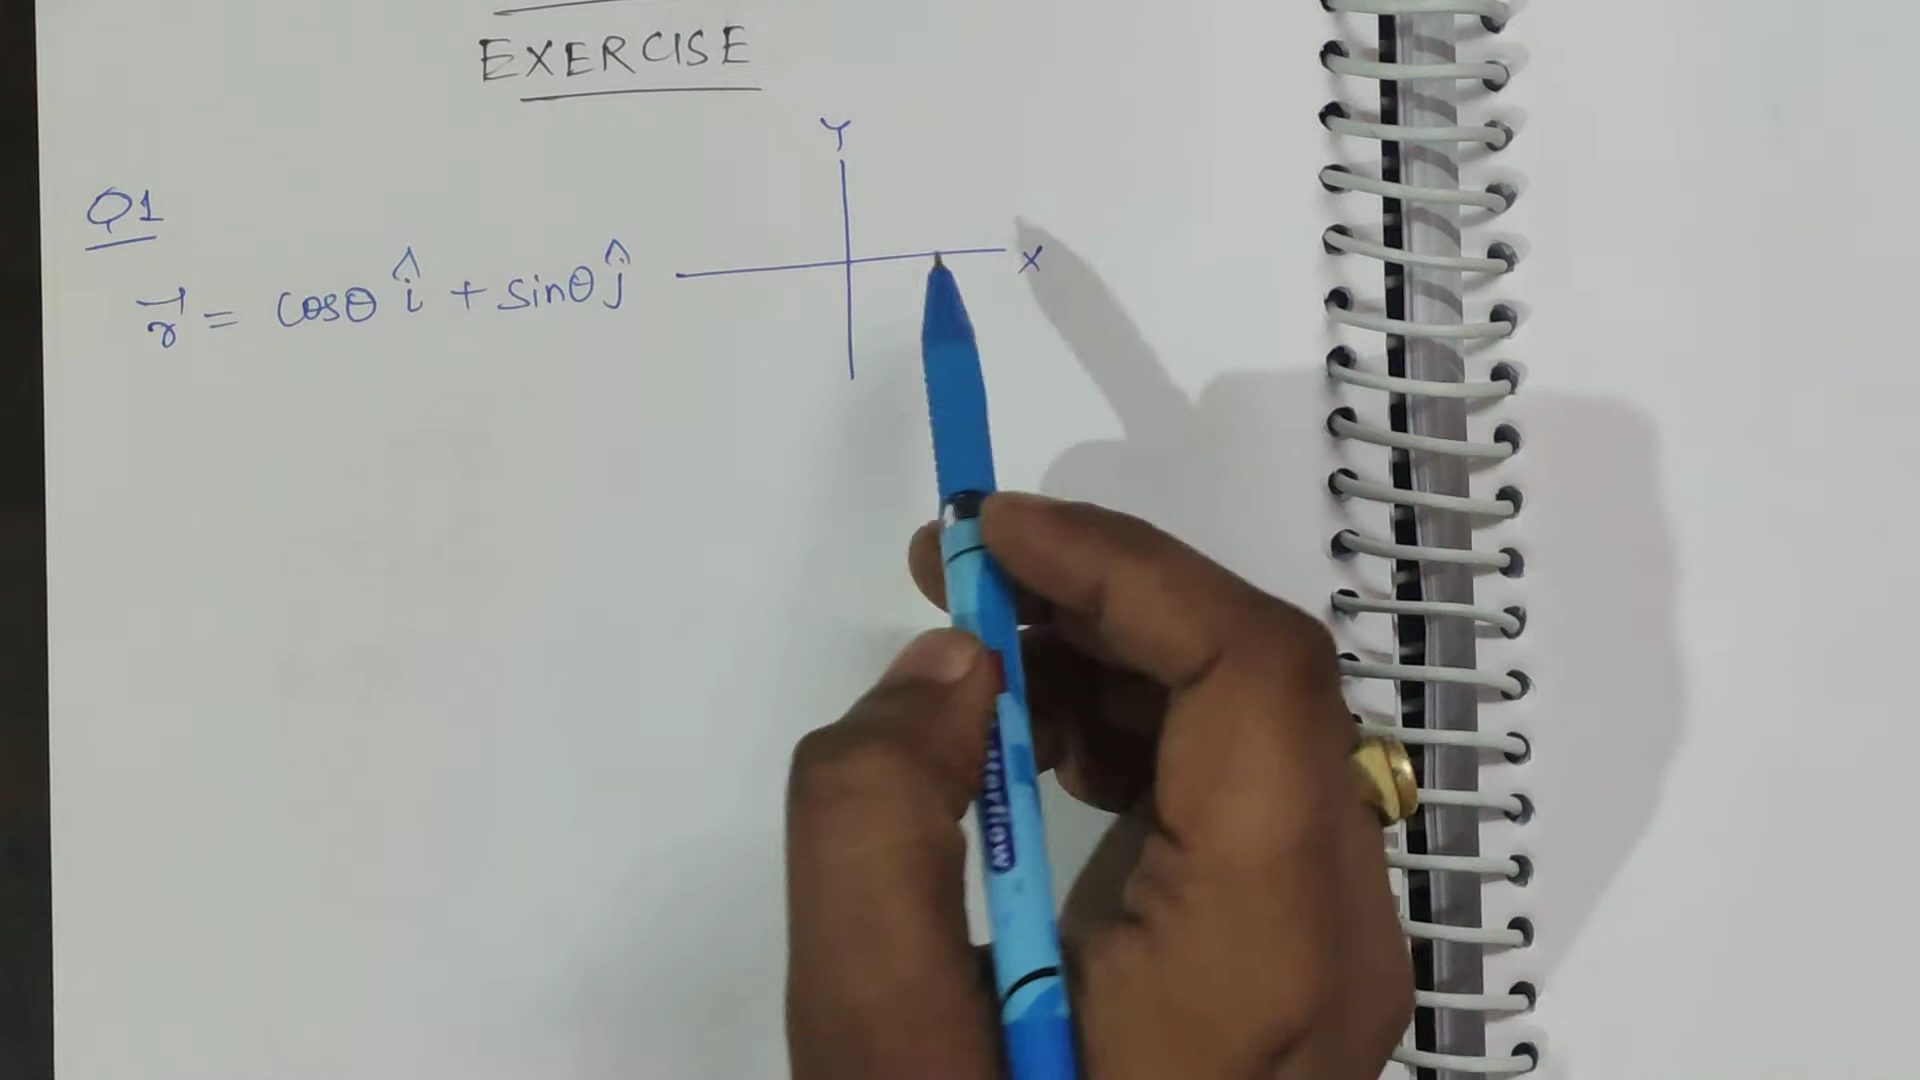 EXERCISE
Y
X
Q1
r⃗ = cosθ î + sinθ ĵ